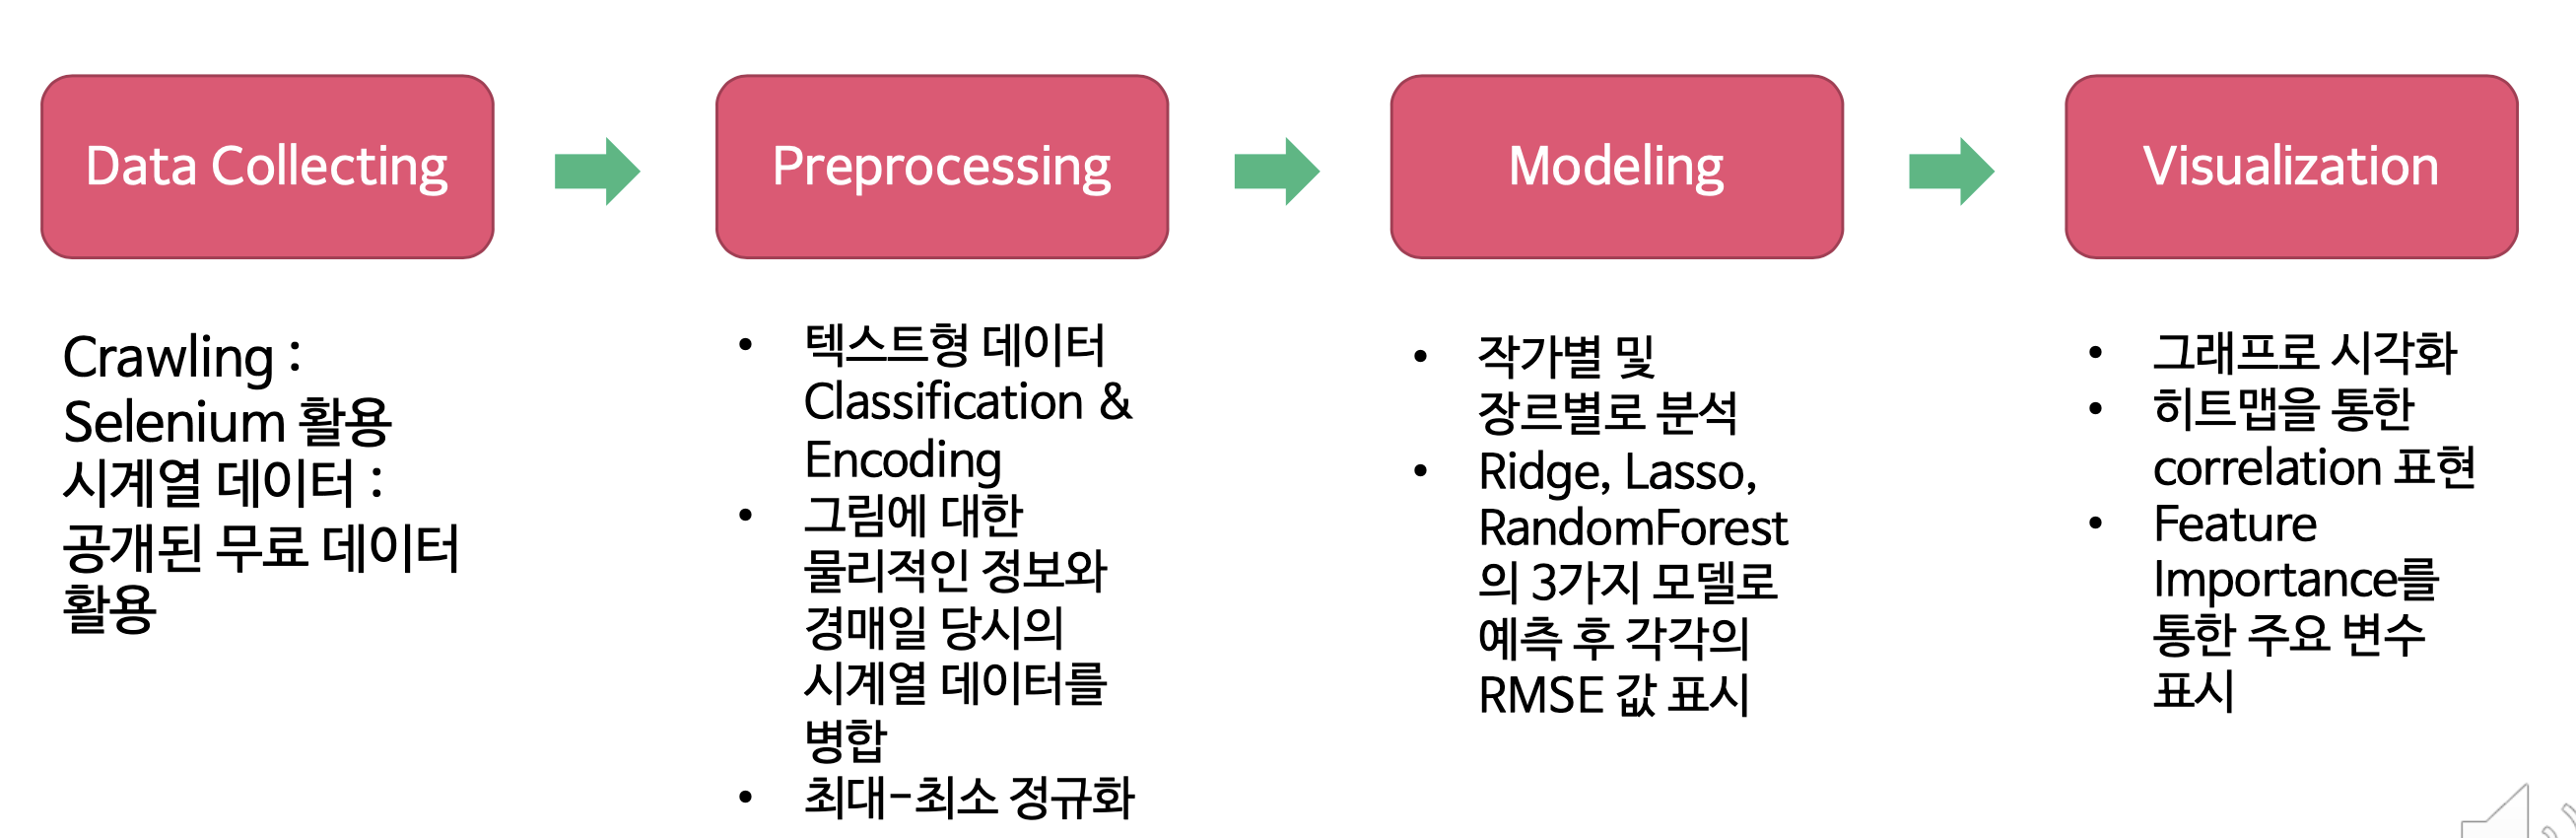 Data Collecting
Preprocessing
Modeling
Visualization
Crawling :
Selenium 활용
시계열 데이터 :
공개된 무료 데이터
활용
• 텍스트형 데이터
Classification &
Encoding
• 그림에 대한
물리적인 정보와
경매일 당시의
시계열 데이터를
병합
• 최대-최소 정규화
• 작가별 및
장르별로 분석
• Ridge, Lasso,
RandomForest
의 3가지 모델로
예측 후 각각의
RMSE 값 표시
• 그래프로 시각화
• 히트맵을 통한
correlation 표현
• Feature
Importance를
통한 주요 변수
표시